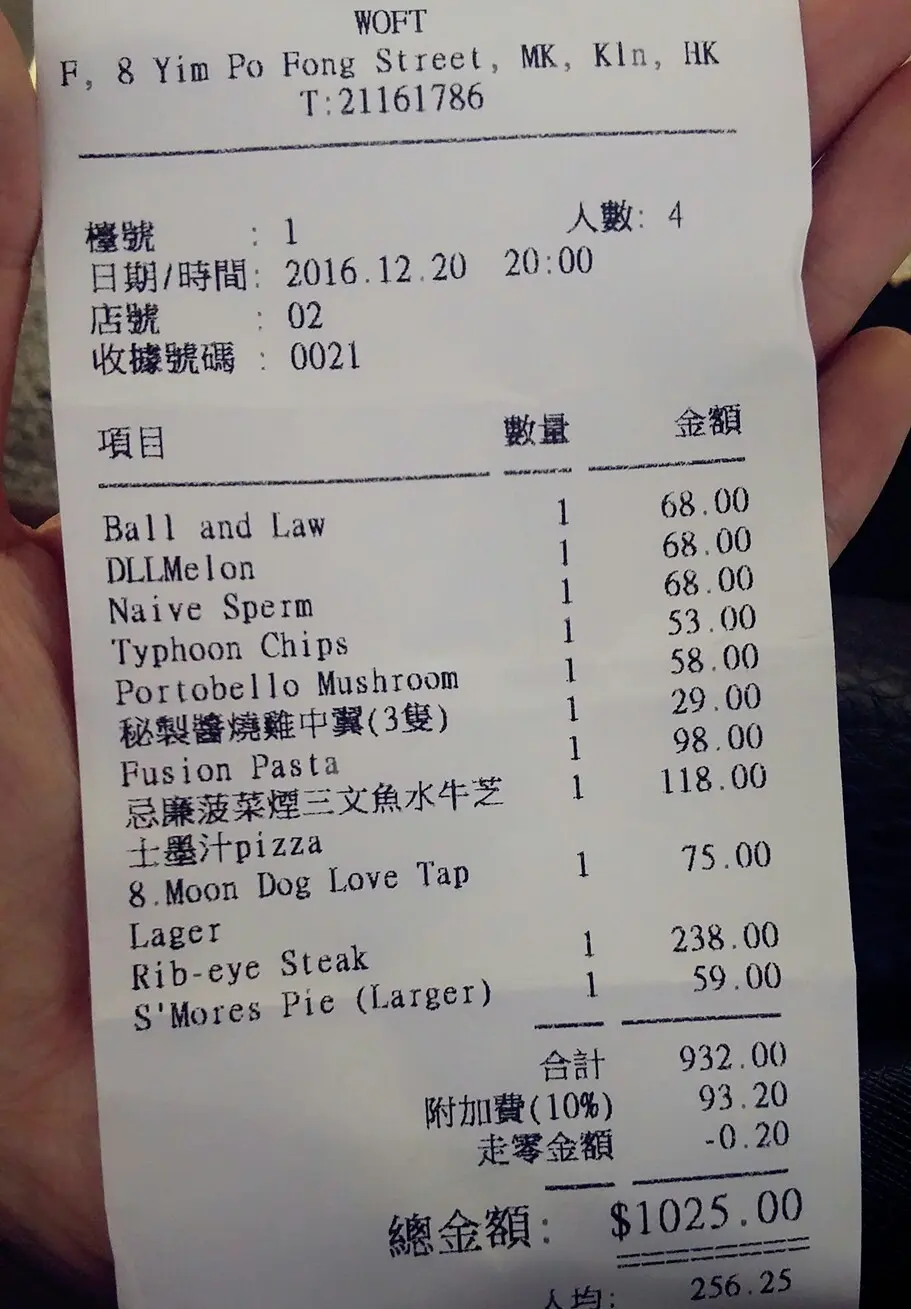 WOFT
F, 8 Yim Po Fong Street, MK, Kln, HK
T:21161786
檯號 : 1 人數: 4
日期/時間: 2016.12.20 20:00
店號 : 02
收據號碼 : 0021
項目 數量 金額
Ball and Law 1 68.00
DLLMelon 1 68.00
Naive Sperm 1 68.00
Typhoon Chips 1 53.00
Portobello Mushroom 1 58.00
秘製醬燒雞中翼(3隻) 1 29.00
Fusion Pasta 1 98.00
忌廉菠菜煙三文魚水牛芝 1 118.00
士墨汁pizza
8.Moon Dog Love Tap 1 75.00
Lager
Rib-eye Steak 1 238.00
S'Mores Pie (Larger) 1 59.00
合計 932.00
附加費(10%) 93.20
走零金額 -0.20
總金額: $1025.00
人均: 256.25